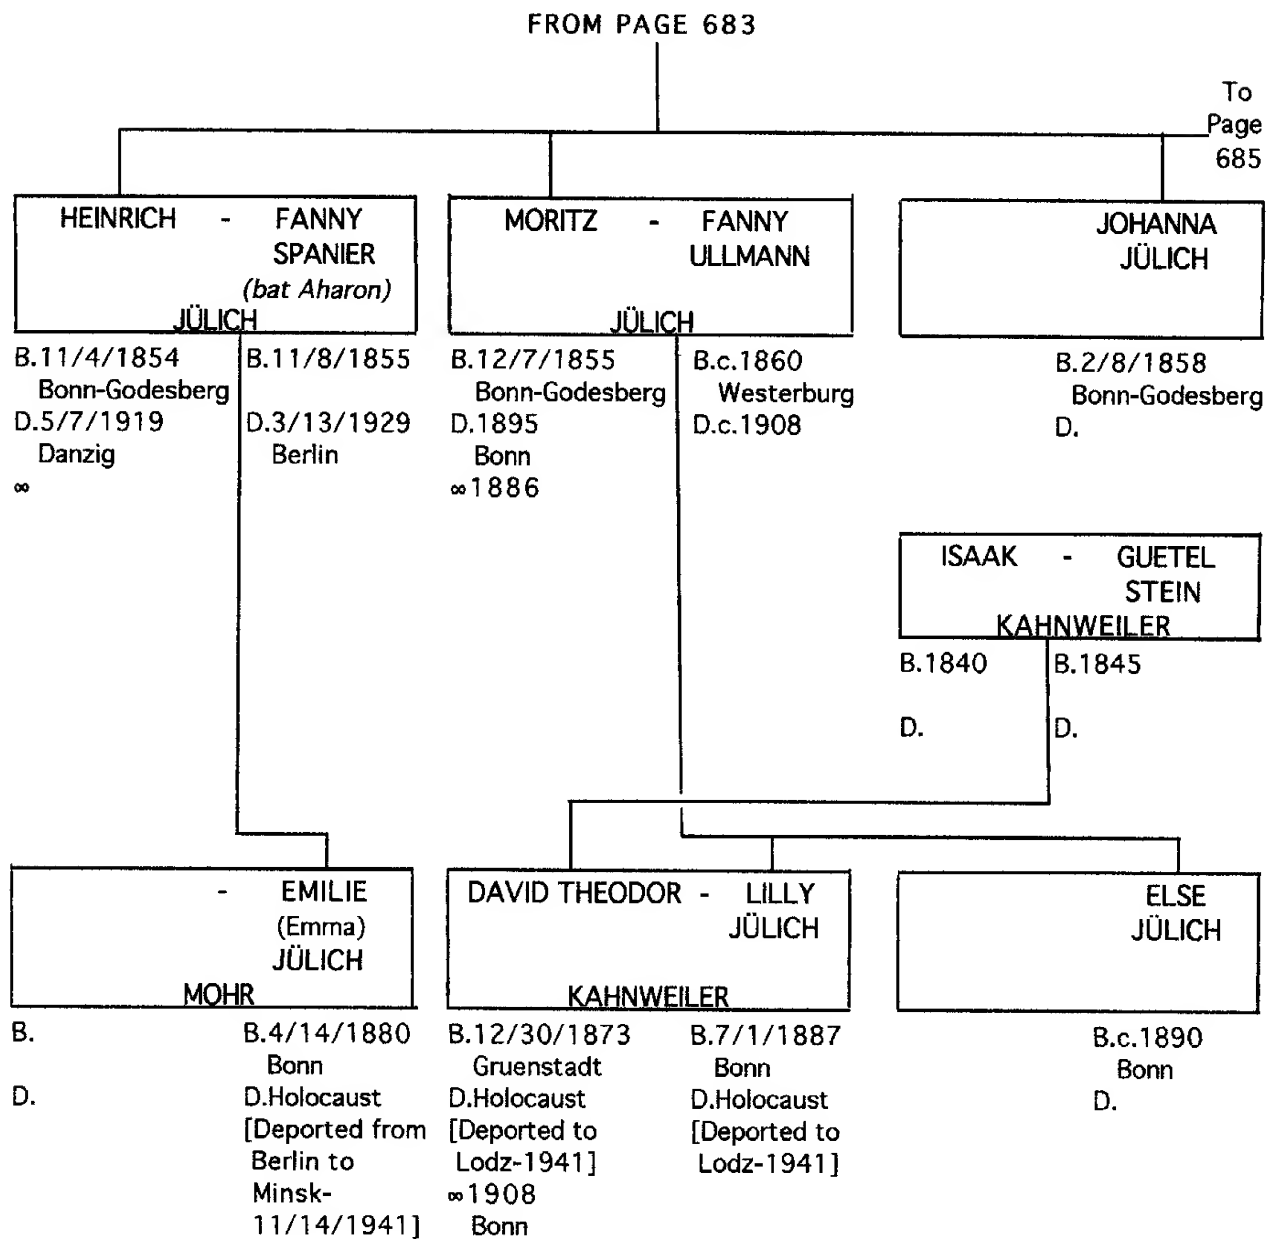 FROM PAGE 683
To
Page
685
HEINRICH - FANNY
SPANIER
(bat Aharon)
JÜLICH
B.11/4/1854 B.11/8/1855
Bonn-Godesberg
D.5/7/1919 D.3/13/1929
Danzig Berlin
∞
MORITZ - FANNY
ULLMANN
JÜLICH
B.12/7/1855 B.c.1860
Bonn-Godesberg Westerburg
D.1895 D.c.1908
Bonn
∞1886
JOHANNA
JÜLICH
B.2/8/1858
Bonn-Godesberg
D.
ISAAK - GUETEL
STEIN
KAHNWEILER
B.1840 B.1845
D. D.
- EMILIE
(Emma)
JÜLICH
MOHR
B. B.4/14/1880
Bonn
D. D.Holocaust
[Deported from
Berlin to
Minsk-
11/14/1941]
DAVID THEODOR - LILLY
JÜLICH
KAHNWEILER
B.12/30/1873 B.7/1/1887
Gruenstadt Bonn
D.Holocaust D.Holocaust
[Deported to [Deported to
Lodz-1941] Lodz-1941]
∞1908
Bonn
ELSE
JÜLICH
B.c.1890
Bonn
D.